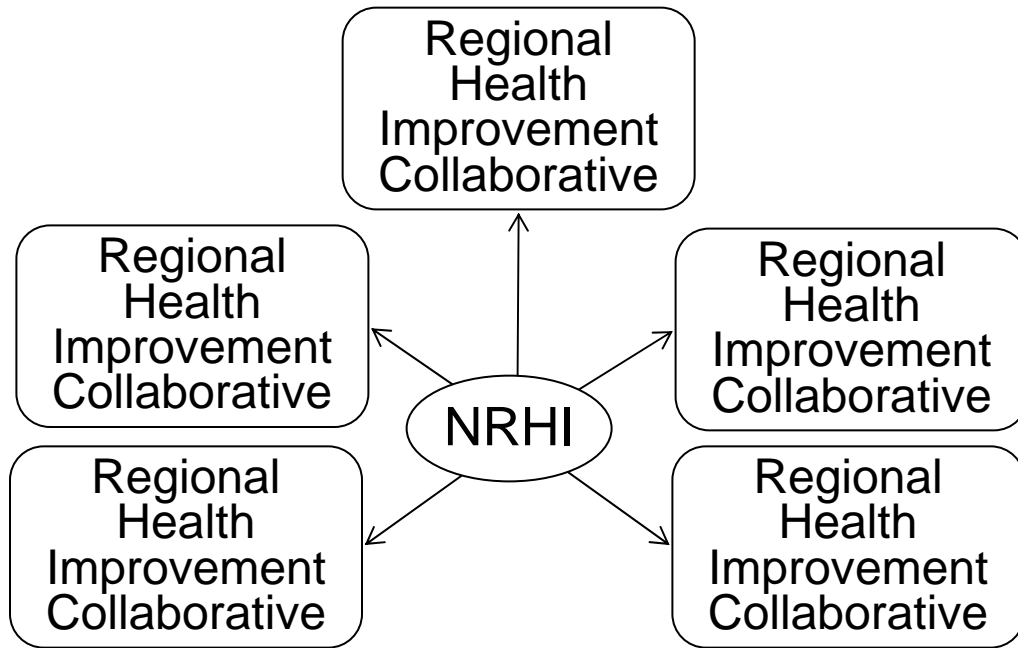 Regional
Health
Improvement
Collaborative
Regional
Health
Improvement
Collaborative
Regional
Health
Improvement
Collaborative
NRHI
Regional
Health
Improvement
Collaborative
Regional
Health
Improvement
Collaborative